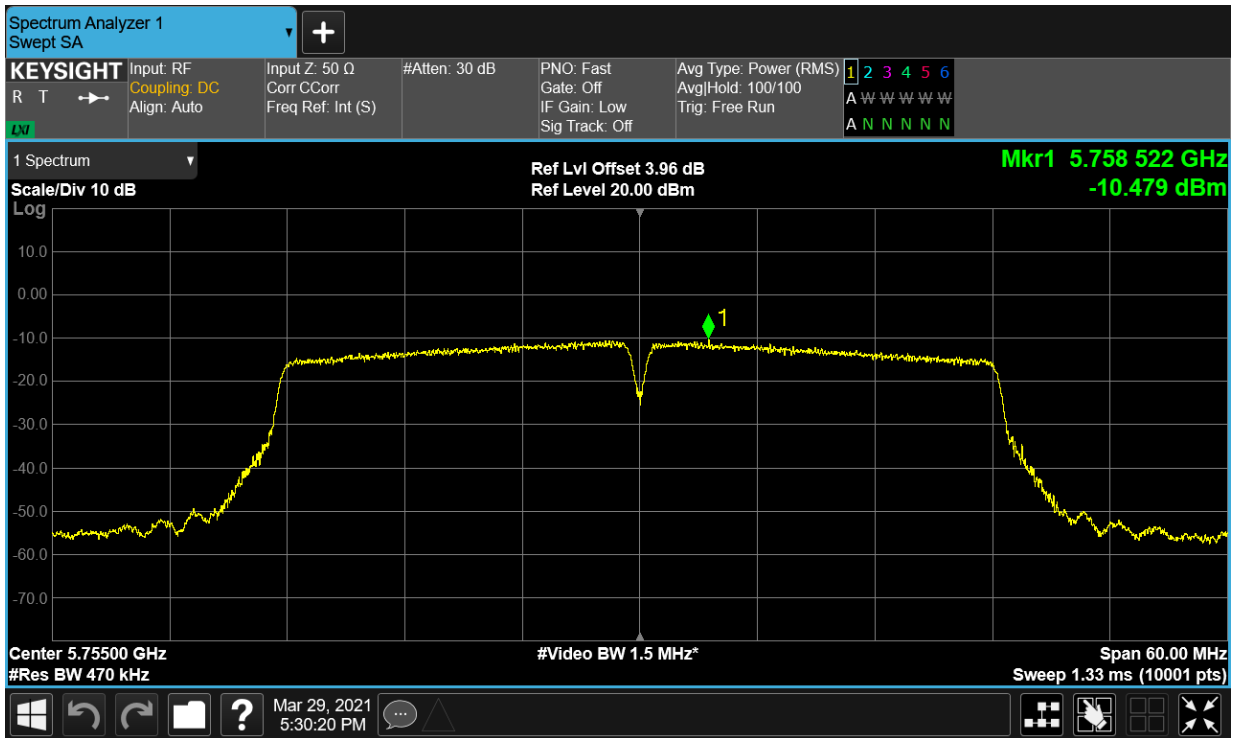 Spectrum Analyzer 1
Swept SA
▼
+
KEYSIGHT
R T
LXI
Input: RF
Coupling: DC
Align: Auto
Input Z: 50 Ω
Corr CCorr
Freq Ref: Int (S)
#Atten: 30 dB
PNO: Fast
Gate: Off
IF Gain: Low
Sig Track: Off
Avg Type: Power (RMS)
Avg|Hold: 100/100
Trig: Free Run
1 2 3 4 5 6
A W W W W W
A N N N N N
1 Spectrum ▼
Scale/Div 10 dB
Ref Lvl Offset 3.96 dB
Ref Level 20.00 dBm
Mkr1 5.758 522 GHz
-10.479 dBm
Log
10.0
0.00
-10.0
-20.0
-30.0
-40.0
-50.0
-60.0
-70.0
1
Center 5.75500 GHz
#Res BW 470 kHz
#Video BW 1.5 MHz*
Span 60.00 MHz
Sweep 1.33 ms (10001 pts)
?
Mar 29, 2021
5:30:20 PM